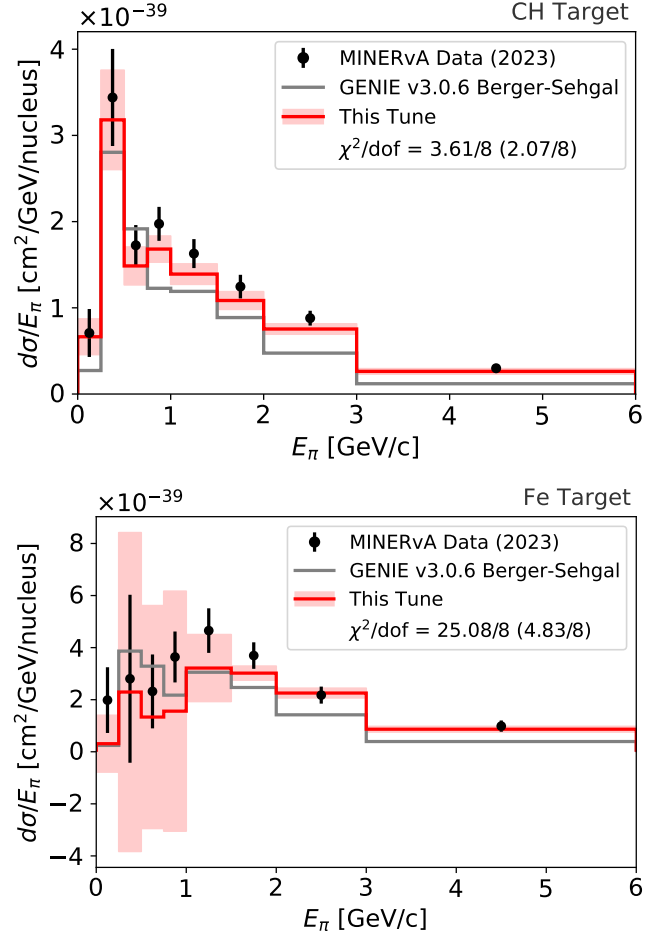 ×10−39
CH Target
dσ/Eπ [cm²/GeV/nucleus]
4
3
2
1
0
MINERvA Data (2023)
GENIE v3.0.6 Berger-Sehgal
This Tune
χ²/dof = 3.61/8 (2.07/8)
0 1 2 3 4 5 6
Eπ [GeV/c]
×10−39
Fe Target
dσ/Eπ [cm²/GeV/nucleus]
8
6
4
2
0
−2
−4
MINERvA Data (2023)
GENIE v3.0.6 Berger-Sehgal
This Tune
χ²/dof = 25.08/8 (4.83/8)
0 1 2 3 4 5 6
Eπ [GeV/c]